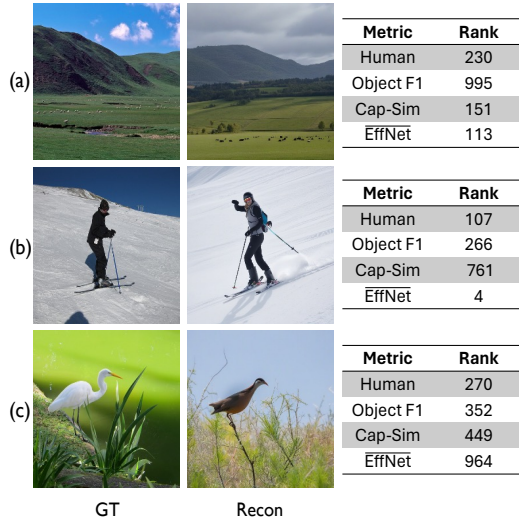 (a)
Metric Rank
Human 230
Object F1 995
Cap-Sim 151
EffNet 113
(b)
Metric Rank
Human 107
Object F1 266
Cap-Sim 761
EffNet 4
(c)
Metric Rank
Human 270
Object F1 352
Cap-Sim 449
EffNet 964
GT Recon